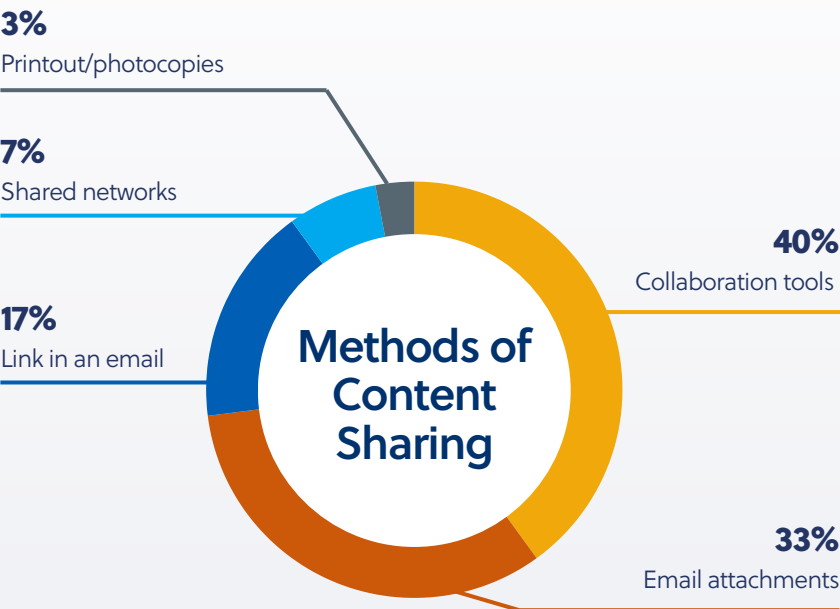 3%
Printout/photocopies
7%
Shared networks
17%
Link in an email
Methods of
Content
Sharing
40%
Collaboration tools
33%
Email attachments